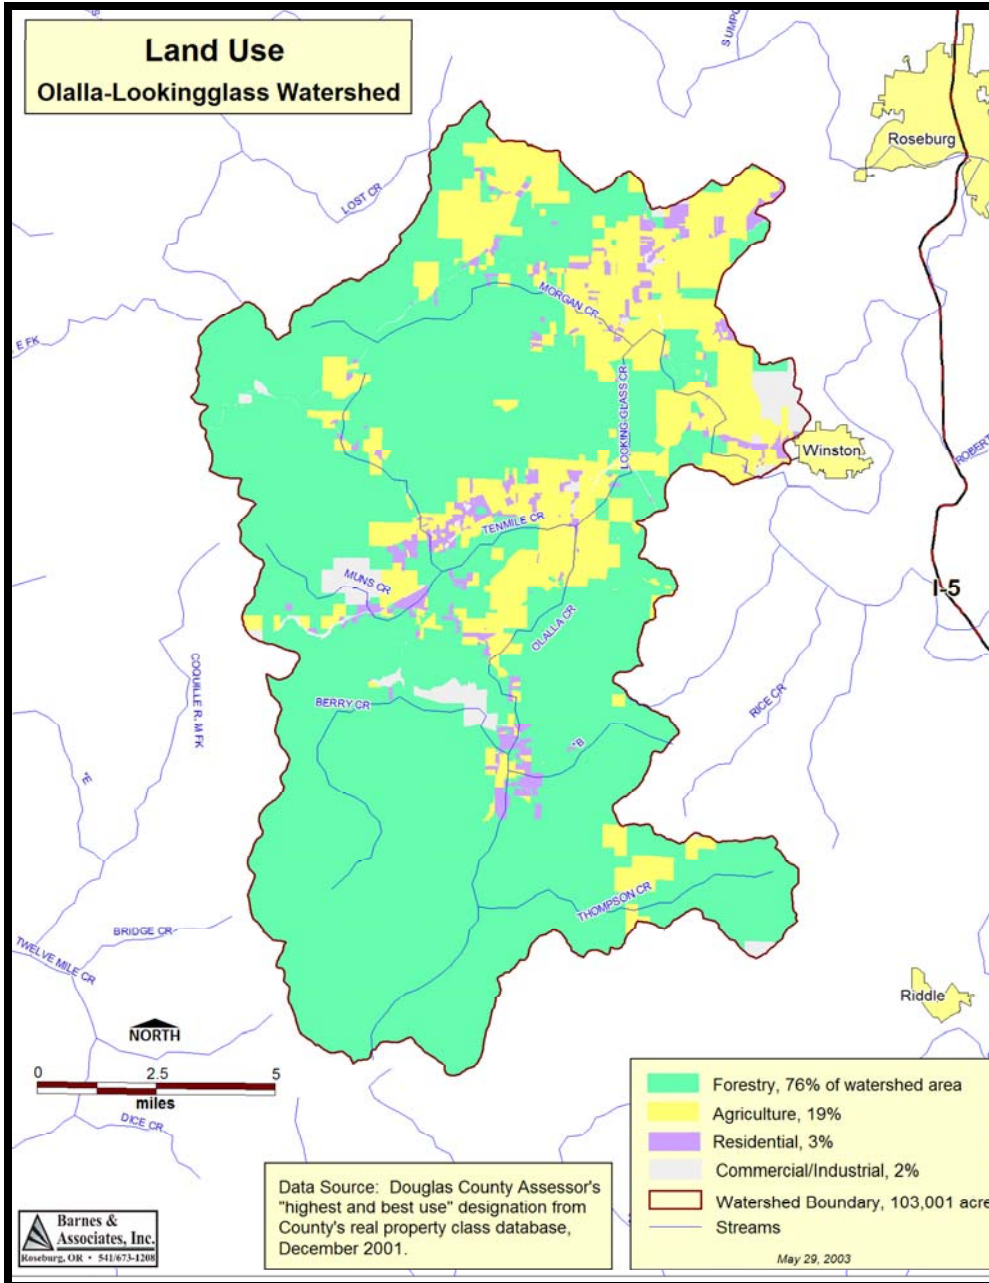 Land Use
Olalla-Lookingglass Watershed
Roseburg
LOST CR
MORGAN CR
E FK
LOOKING GLASS CR
Winston
TENMILE CR
MUNS CR
I-5
OLALLA CR
COQUILLE R. M FK
BERRY CR
RICE CR
"B
"E
THOMPSON CR
BRIDGE CR
TWELVE MILE CR
Riddle
NORTH
0 2.5 5
miles
DICE CR
Forestry, 76% of watershed area
Agriculture, 19%
Residential, 3%
Commercial/Industrial, 2%
Watershed Boundary, 103,001 acre
Streams
May 29, 2003
Data Source: Douglas County Assessor's
"highest and best use" designation from
County's real property class database,
December 2001.
Barnes &
Associates, Inc.
Roseburg, OR • 541/673-1208